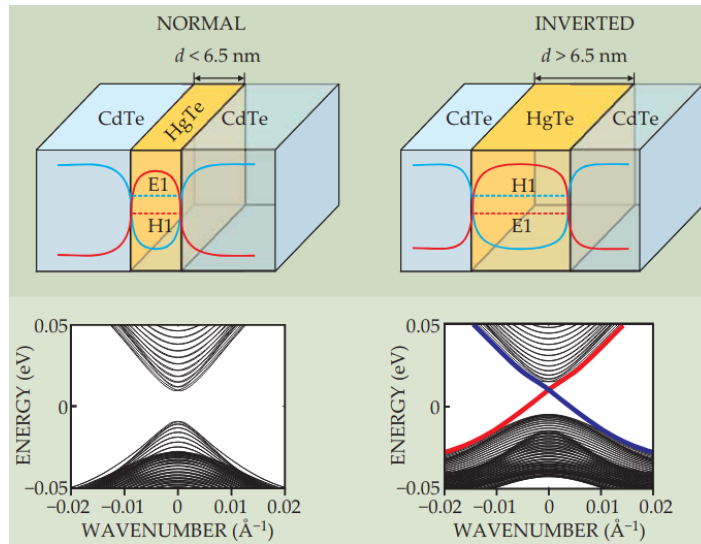 NORMAL
d < 6.5 nm
CdTe
HgTe
CdTe
E1
H1
INVERTED
d > 6.5 nm
CdTe
HgTe
CdTe
H1
E1
ENERGY (eV)
0.05
0
−0.05
−0.02 −0.01 0 0.01 0.02
WAVENUMBER (Å⁻¹)
ENERGY (eV)
0.05
0
−0.05
−0.02 −0.01 0 0.01 0.02
WAVENUMBER (Å⁻¹)